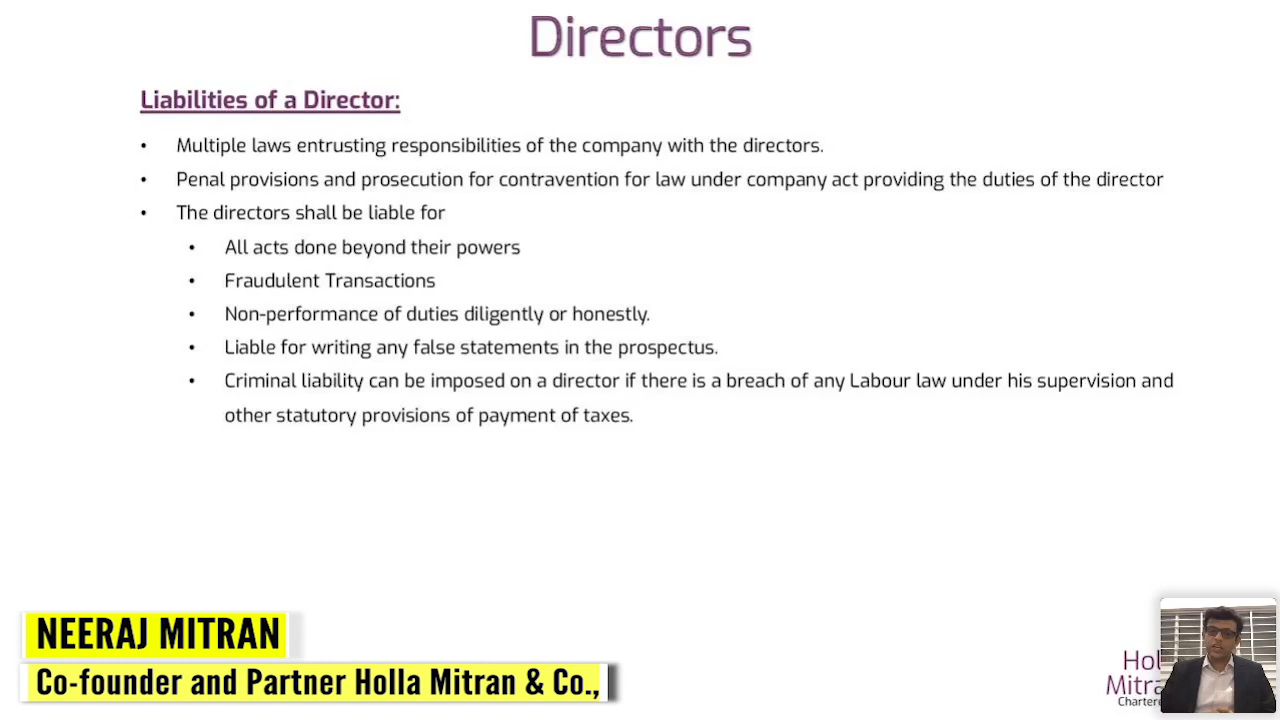 Directors
Liabilities of a Director:
• Multiple laws entrusting responsibilities of the company with the directors.
• Penal provisions and prosecution for contravention for law under company act providing the duties of the director
• The directors shall be liable for
• All acts done beyond their powers
• Fraudulent Transactions
• Non-performance of duties diligently or honestly.
• Liable for writing any false statements in the prospectus.
• Criminal liability can be imposed on a director if there is a breach of any Labour law under his supervision and
other statutory provisions of payment of taxes.
NEERAJ MITRAN
Co-founder and Partner Holla Mitran & Co.,